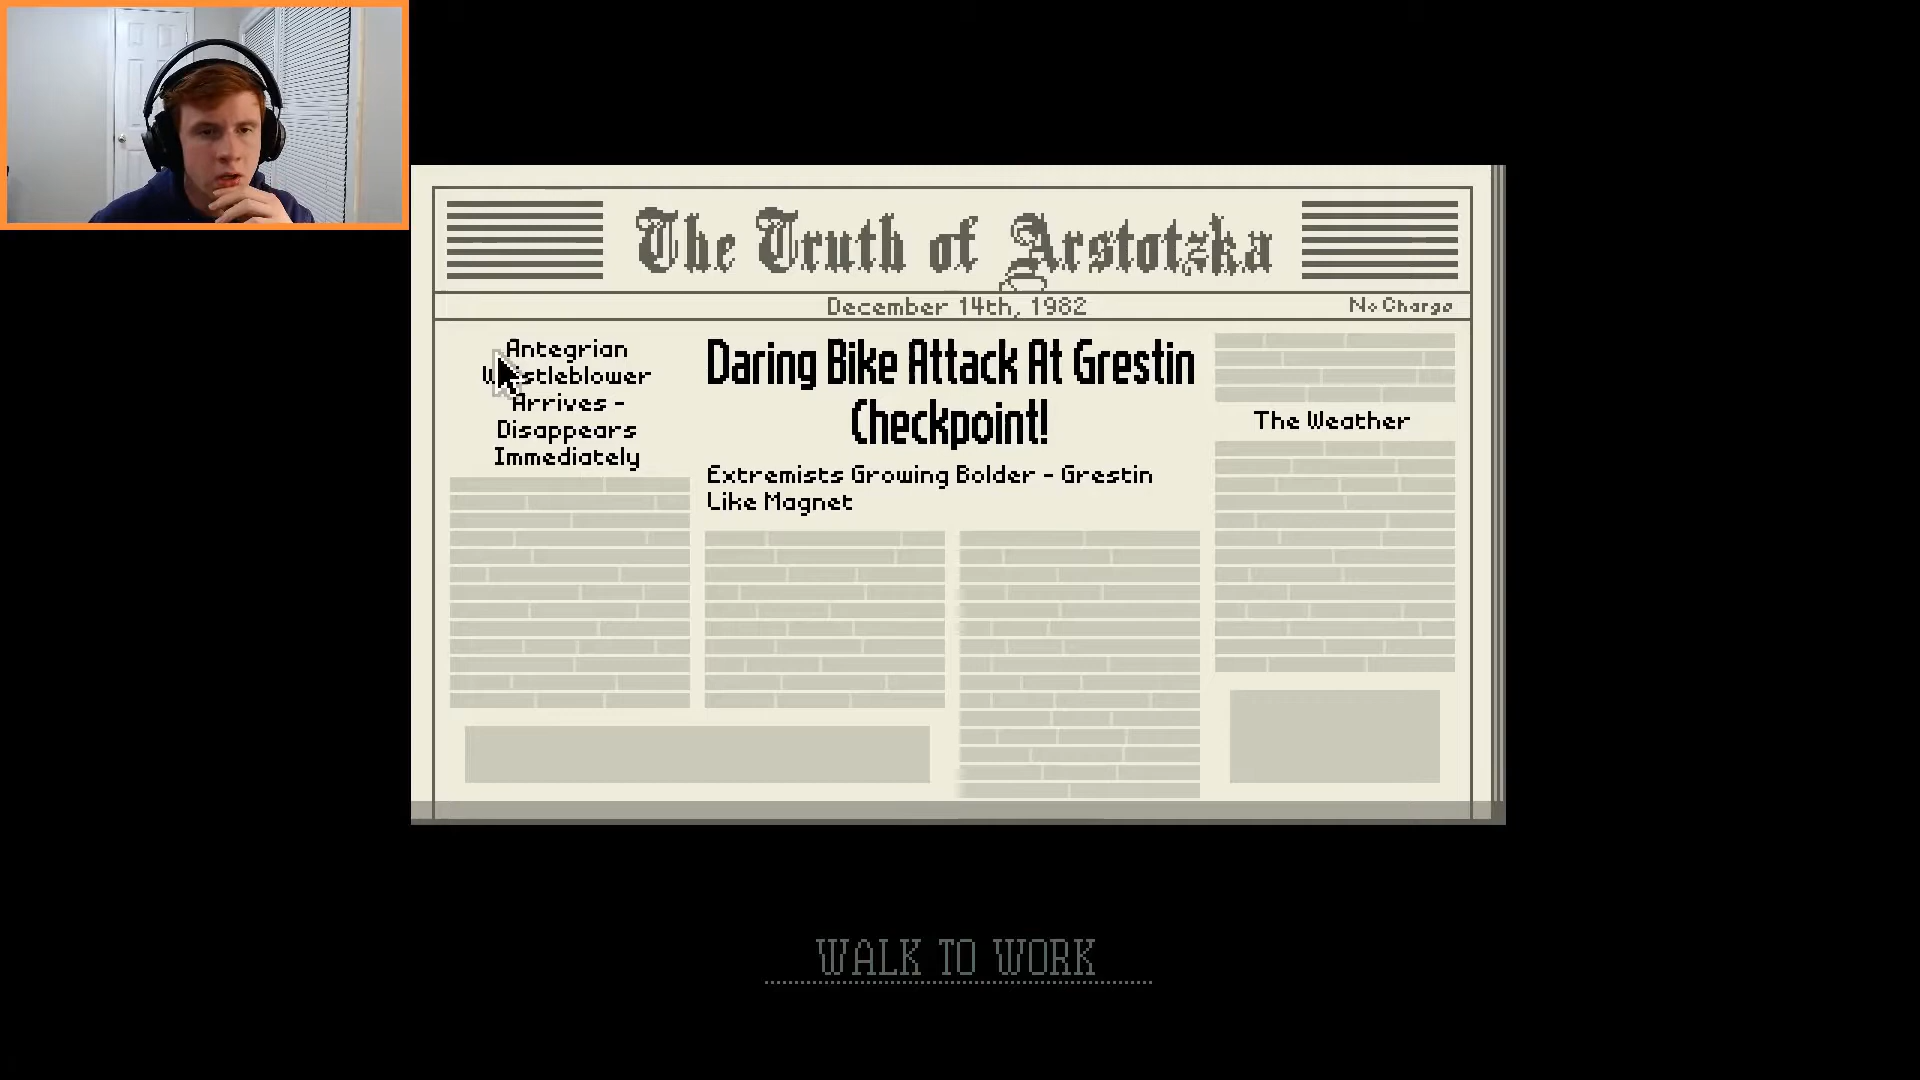 The Truth of Arstotzka
December 14th, 1982
No Charge
Antegrian
Whistleblower
Arrives -
Disappears
Immediately
Daring Bike Attack At Grestin
Checkpoint!
Extremists Growing Bolder - Grestin
Like Magnet
The Weather
WALK TO WORK